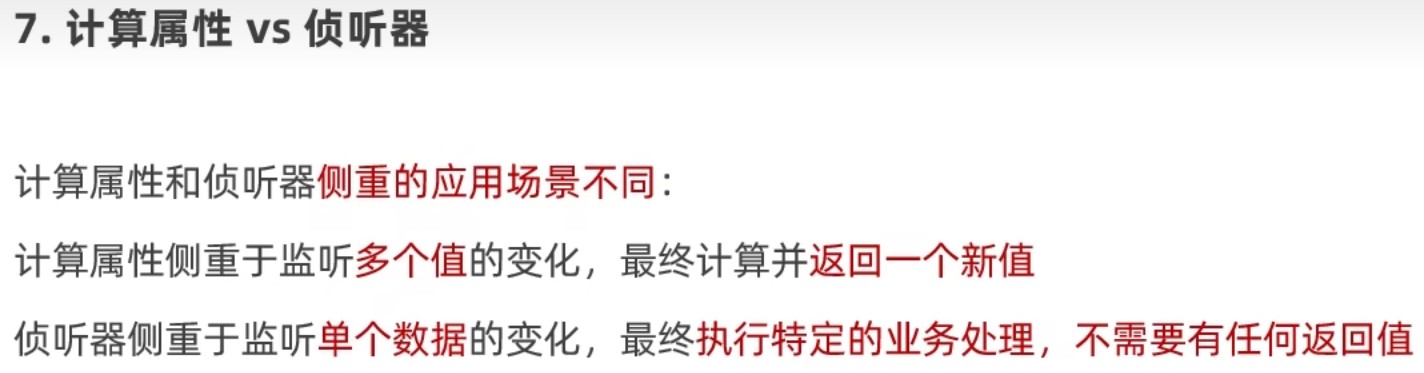 7. 计算属性 vs 侦听器
计算属性和侦听器侧重的应用场景不同：
计算属性侧重于监听多个值的变化，最终计算并返回一个新值
侦听器侧重于监听单个数据的变化，最终执行特定的业务处理，不需要有任何返回值